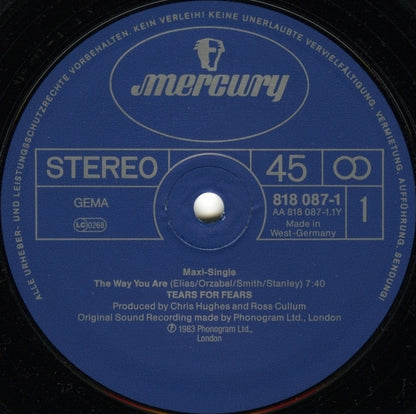 ALLE URHEBER- UND LEISTUNGSSCHUTZRECHTE VORBEHALTEN. KEIN VERLEIH! KEINE UNERLAUBTE VERVIELFÄLTIGUNG, VERMIETUNG, AUFFÜHRUNG, SENDUNG!
mercury
STEREO 45 ∞
GEMA 818 087-1 1
AA 818 087-1.1Y
LC 0268 Made in
West-Germany
Maxi-Single
The Way You Are (Elias/Orzabal/Smith/Stanley) 7:40
TEARS FOR FEARS
Produced by Chris Hughes and Ross Cullum
Original Sound Recording made by Phonogram Ltd., London
℗ 1983 Phonogram Ltd.,
London